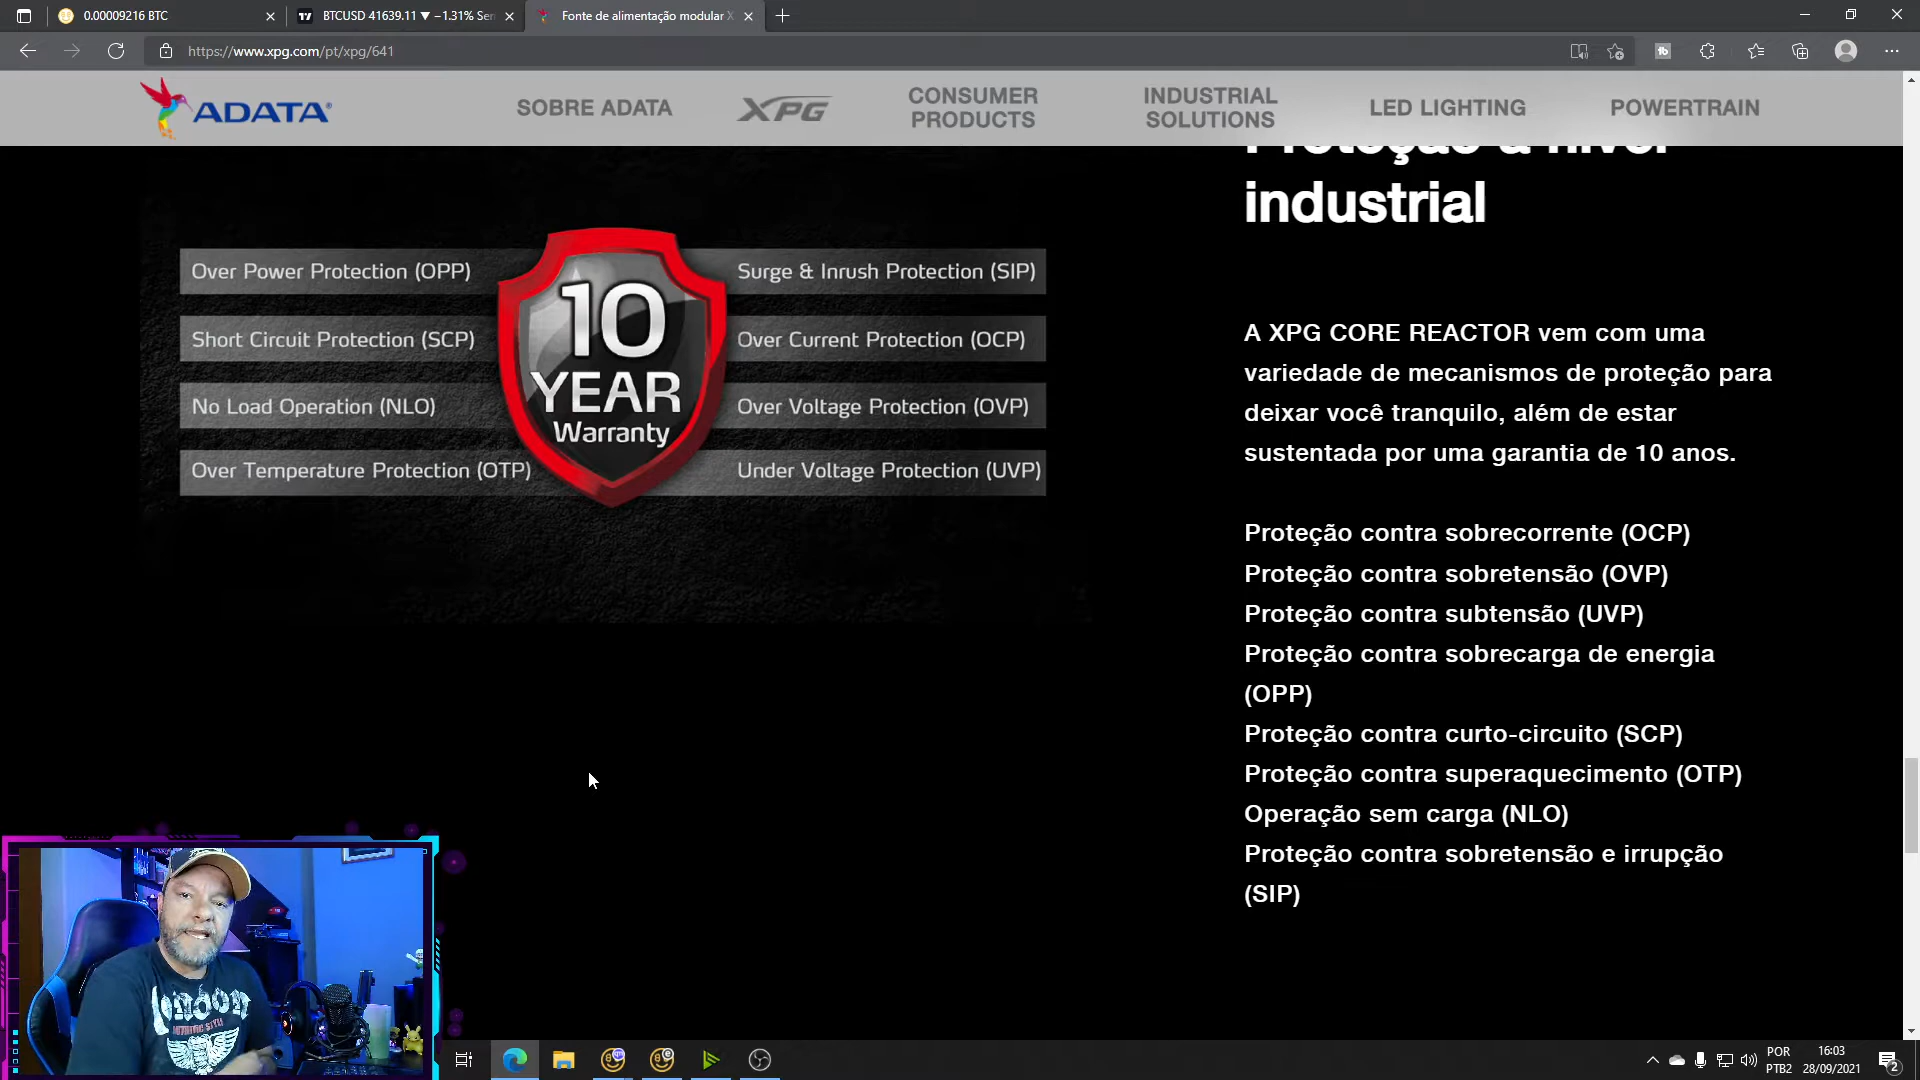 0.00009216 BTC
BTCUSD 41639.11 ▼ −1.31% Sem
Fonte de alimentação modular X
https://www.xpg.com/pt/xpg/641
ADATA
SOBRE ADATA
XPG
CONSUMER
PRODUCTS
INDUSTRIAL
SOLUTIONS
LED LIGHTING
POWERTRAIN
Proteção a nível
industrial
Over Power Protection (OPP)
Short Circuit Protection (SCP)
No Load Operation (NLO)
Over Temperature Protection (OTP)
10
YEAR
Warranty
Surge & Inrush Protection (SIP)
Over Current Protection (OCP)
Over Voltage Protection (OVP)
Under Voltage Protection (UVP)
A XPG CORE REACTOR vem com uma
variedade de mecanismos de proteção para
deixar você tranquilo, além de estar
sustentada por uma garantia de 10 anos.
Proteção contra sobrecorrente (OCP)
Proteção contra sobretensão (OVP)
Proteção contra subtensão (UVP)
Proteção contra sobrecarga de energia
(OPP)
Proteção contra curto-circuito (SCP)
Proteção contra superaquecimento (OTP)
Operação sem carga (NLO)
Proteção contra sobretensão e irrupção
(SIP)
London
POR
PTB2
16:03
28/09/2021
2